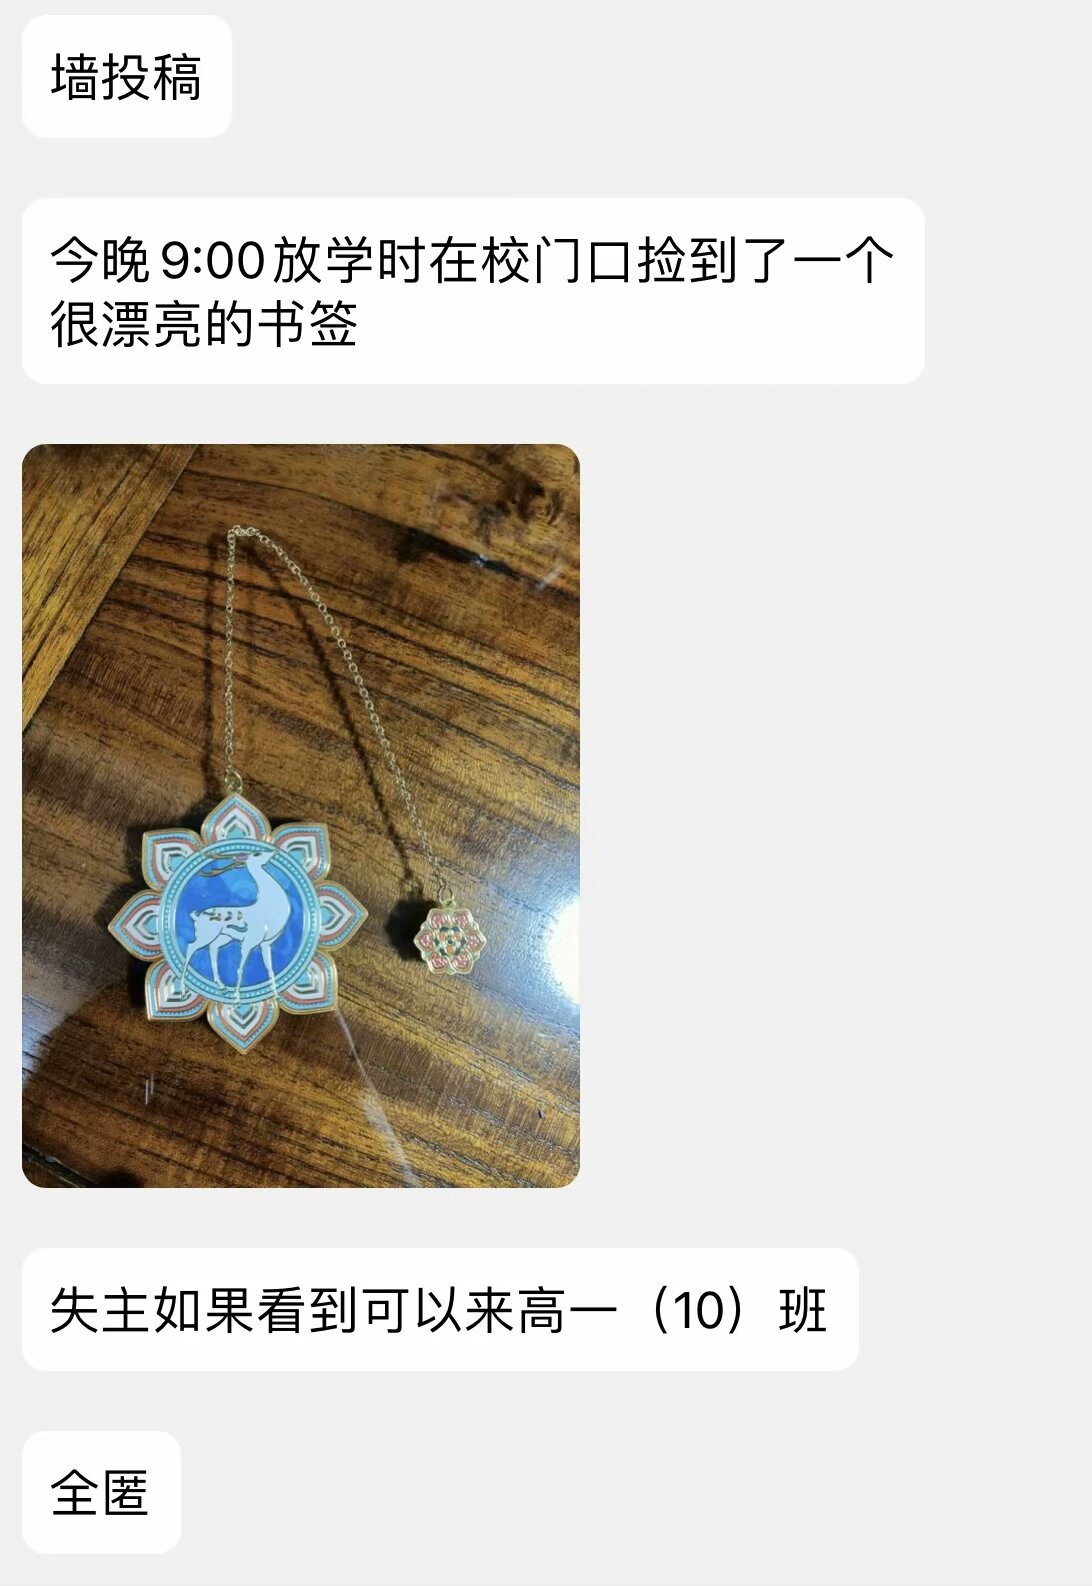 墙投稿
今晚9:00放学时在校门口捡到了一个
很漂亮的书签
失主如果看到可以来高一（10）班
全匿